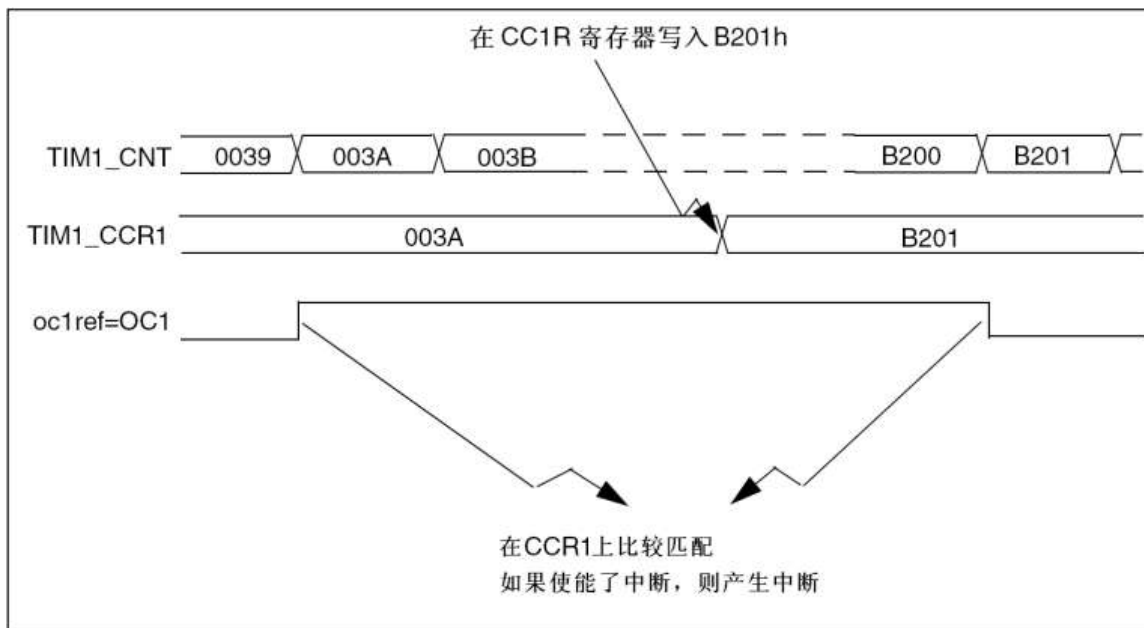 在 CC1R 寄存器写入 B201h
TIM1_CNT 0039 003A 003B B200 B201
TIM1_CCR1 003A B201
oc1ref=OC1
在CCR1上比较匹配
如果使能了中断，则产生中断